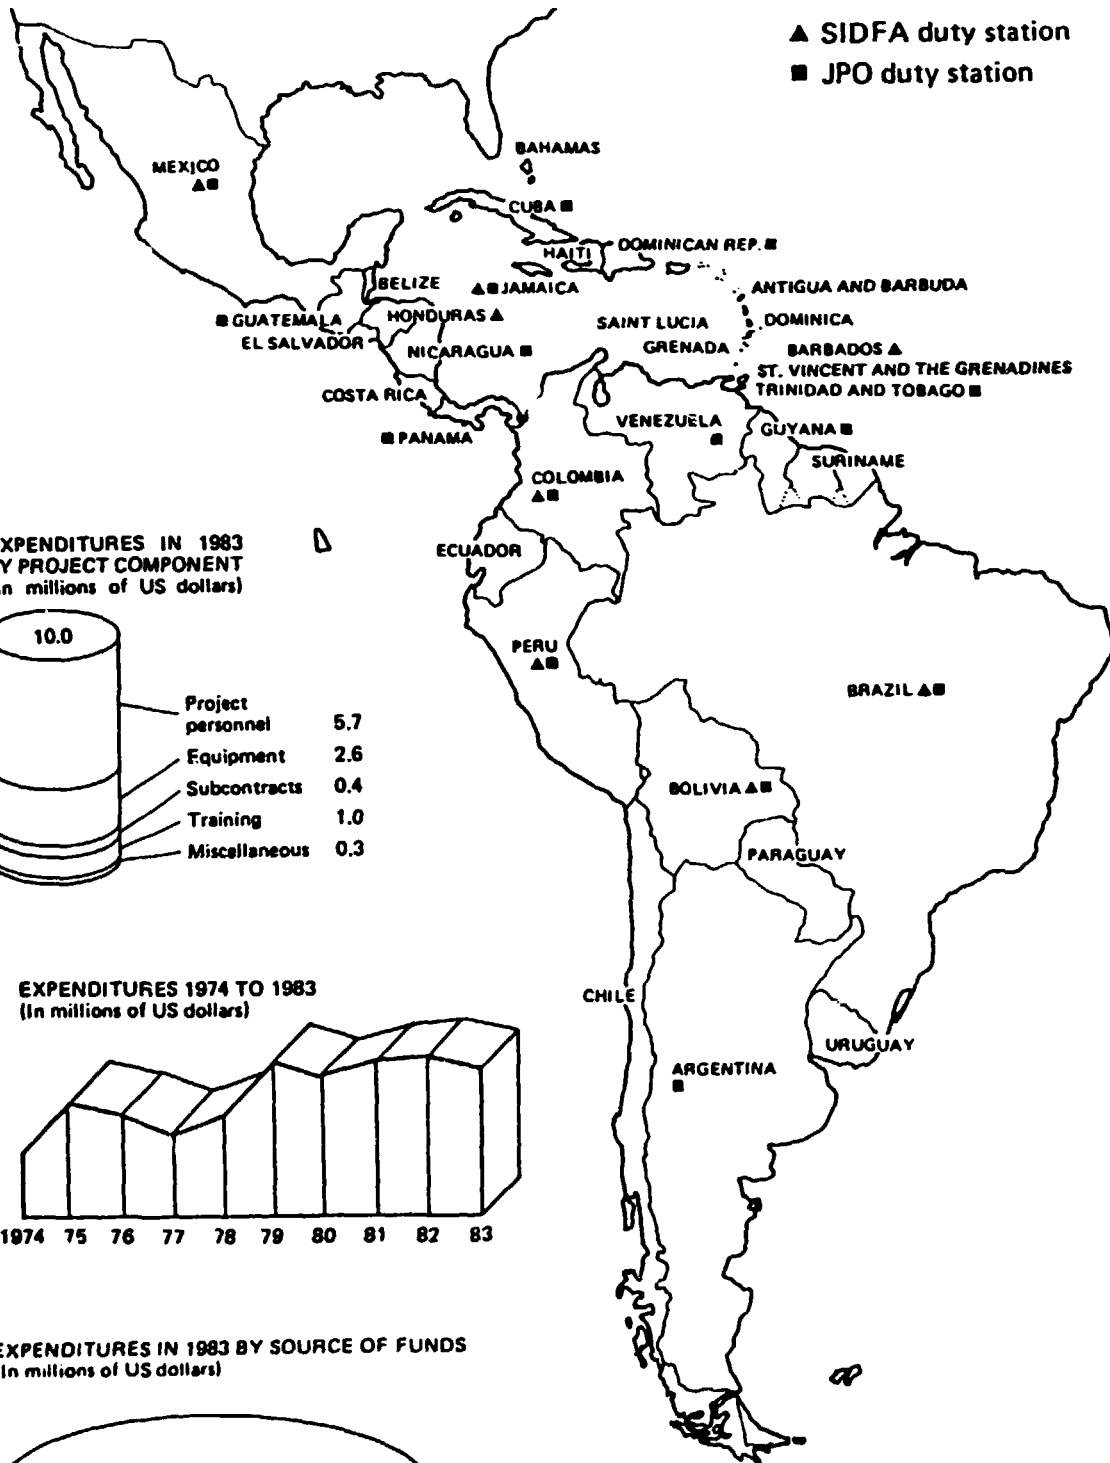 ▲ SIDFA duty station
■ JPO duty station
BAHAMAS
MEXICO
▲■
CUBA ■
DOMINICAN REP. ■
HAITI
BELIZE
▲■ JAMAICA
ANTIGUA AND BARBUDA
■ GUATEMALA
HONDURAS ▲
SAINT LUCIA
DOMINICA
EL SALVADOR
NICARAGUA ■
GRENADA
BARBADOS ▲
ST. VINCENT AND THE GRENADINES
COSTA RICA
TRINIDAD AND TOBAGO ■
■ PANAMA
VENEZUELA
■
GUYANA ■
SURINAME
COLOMBIA
▲■
ECUADOR
PERU
▲■
BRAZIL ▲■
BOLIVIA ▲■
PARAGUAY
CHILE
URUGUAY
ARGENTINA
■
XPENDITURES IN 1983
Y PROJECT COMPONENT
n millions of US dollars)
10.0
Project
personnel 5.7
Equipment 2.6
Subcontracts 0.4
Training 1.0
Miscellaneous 0.3
EXPENDITURES 1974 TO 1983
(In millions of US dollars)
1974 75 76 77 78 79 80 81 82 83
EXPENDITURES IN 1983 BY SOURCE OF FUNDS
(In millions of US dollars)